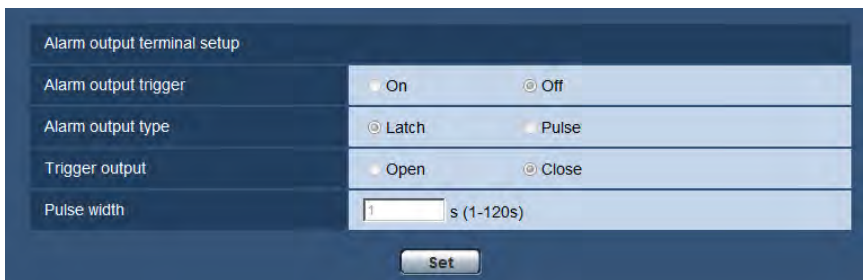 Alarm output terminal setup
Alarm output trigger On Off
Alarm output type Latch Pulse
Trigger output Open Close
Pulse width 1 s (1-120s)
Set